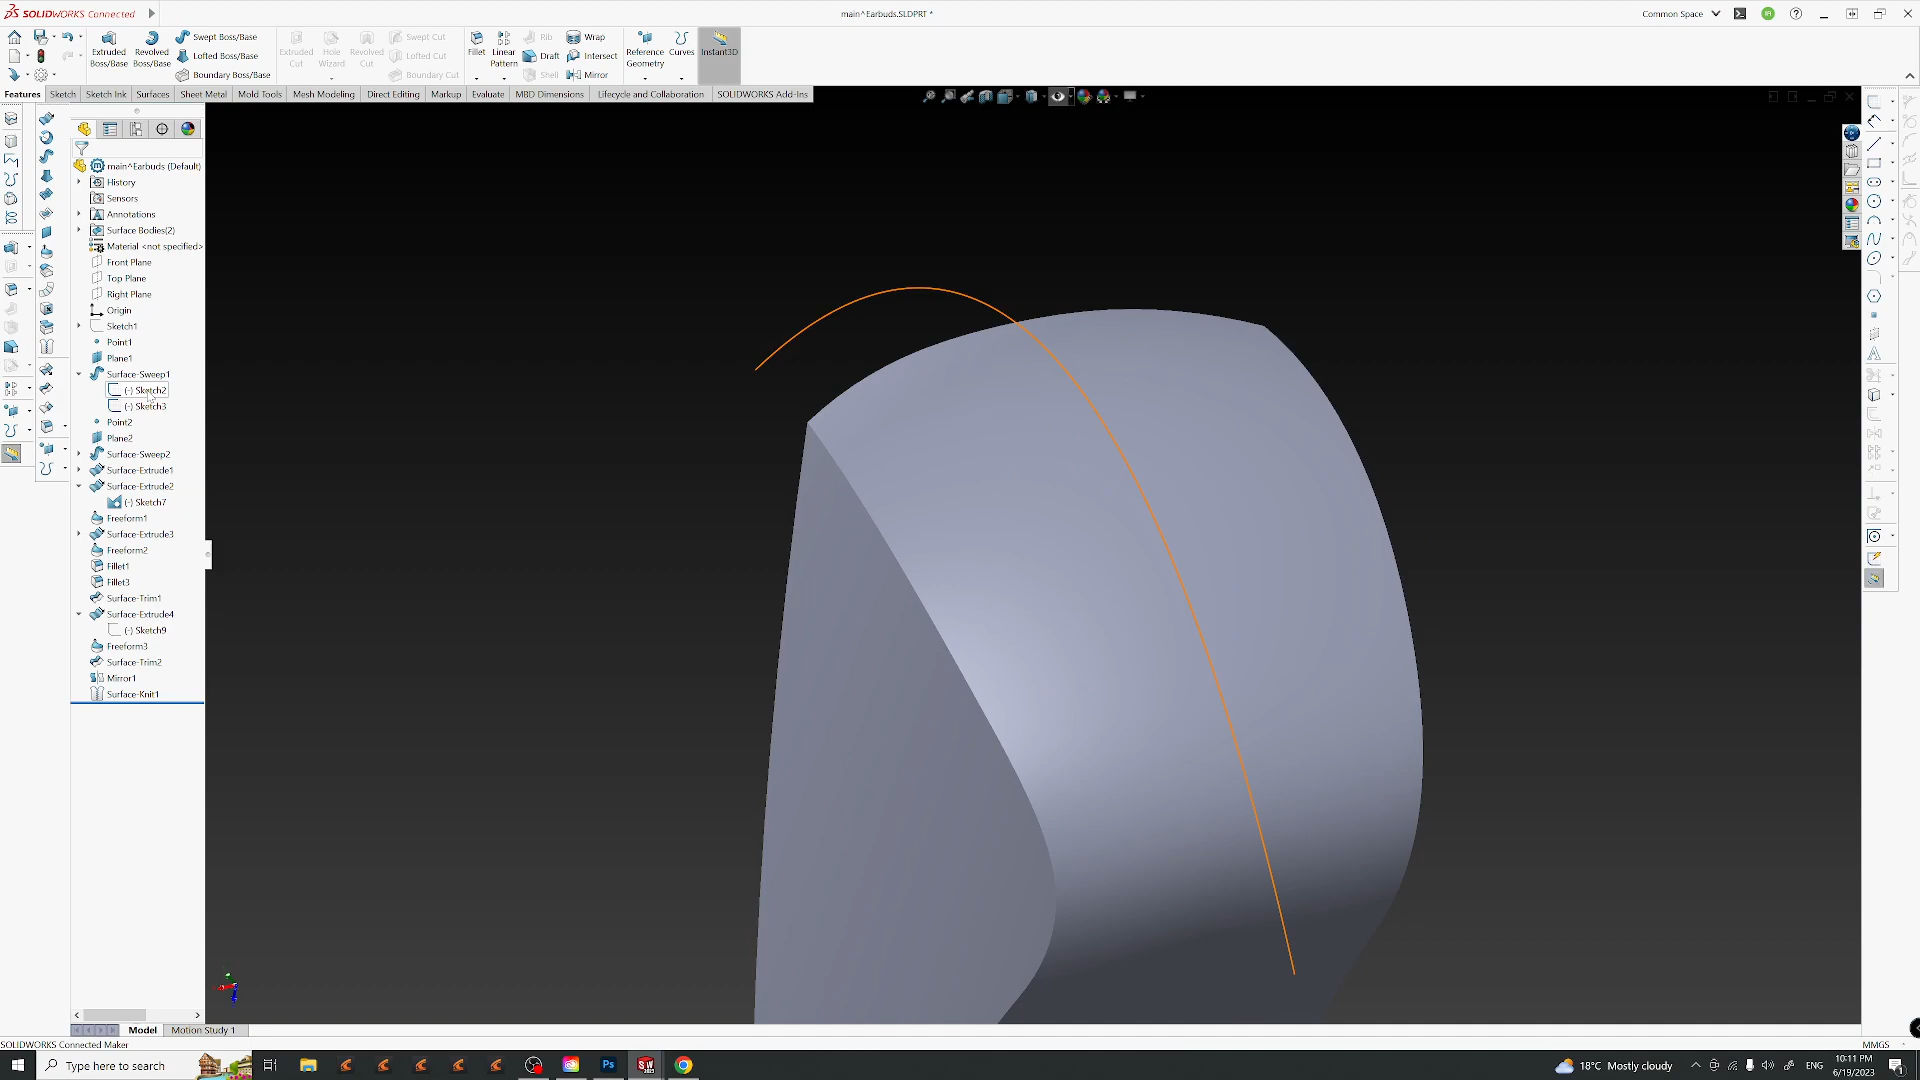 SOLIDWORKS Connected
main^Earbuds.SLDPRT *
Common Space
Extruded Boss/Base
Revolved Boss/Base
Swept Boss/Base
Lofted Boss/Base
Boundary Boss/Base
Extruded Cut
Hole Wizard
Revolved Cut
Swept Cut
Lofted Cut
Boundary Cut
Fillet
Linear Pattern
Rib
Draft
Shell
Wrap
Intersect
Mirror
Reference Geometry
Curves
Instant3D
Features
Sketch
Sketch Ink
Surfaces
Sheet Metal
Mold Tools
Mesh Modeling
Direct Editing
Markup
Evaluate
MBD Dimensions
Lifecycle and Collaboration
SOLIDWORKS Add-Ins
main^Earbuds (Default)
History
Sensors
Annotations
Surface Bodies(2)
Material <not specified>
Front Plane
Top Plane
Right Plane
Origin
Sketch1
Point1
Plane1
Surface-Sweep1
(-) Sketch2
(-) Sketch3
Point2
Plane2
Surface-Sweep2
Surface-Extrude1
Surface-Extrude2
(-) Sketch7
Freeform1
Surface-Extrude3
Freeform2
Fillet1
Fillet3
Surface-Trim1
Surface-Extrude4
(-) Sketch9
Freeform3
Surface-Trim2
Mirror1
Surface-Knit1
Model
Motion Study 1
SOLIDWORKS Connected Maker
MMGS
Type here to search
Ps
18°C Mostly cloudy
ENG
10:11 PM
6/19/2023